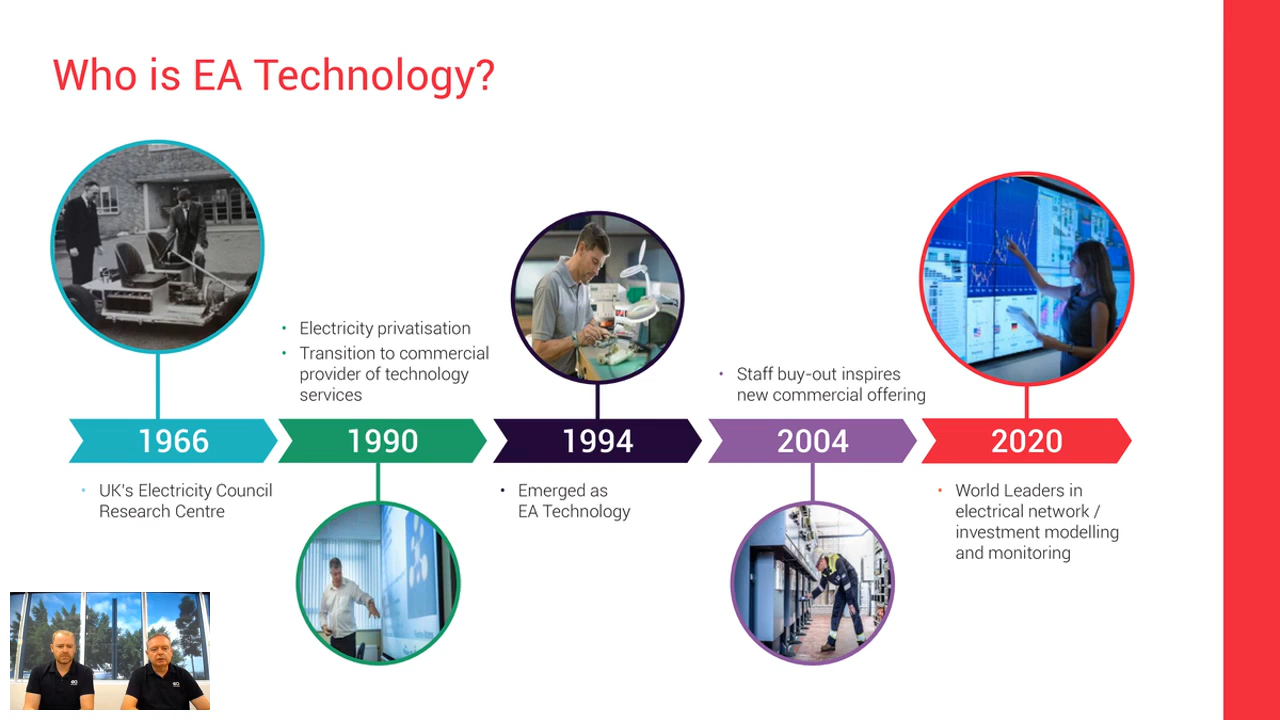 Who is EA Technology?
• Electricity privatisation
• Transition to commercial
provider of technology
services
• Staff buy-out inspires
new commercial offering
1966
1990
1994
2004
2020
• UK's Electricity Council
Research Centre
• Emerged as
EA Technology
• World Leaders in
electrical network /
investment modelling
and monitoring